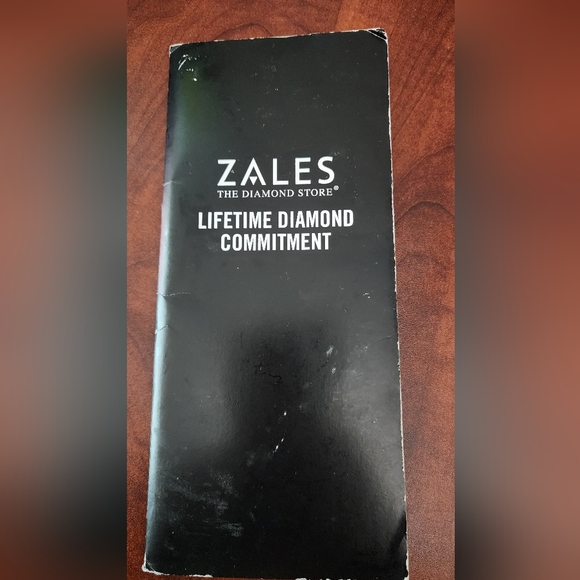 ZALES
THE DIAMOND STORE®
LIFETIME DIAMOND
COMMITMENT